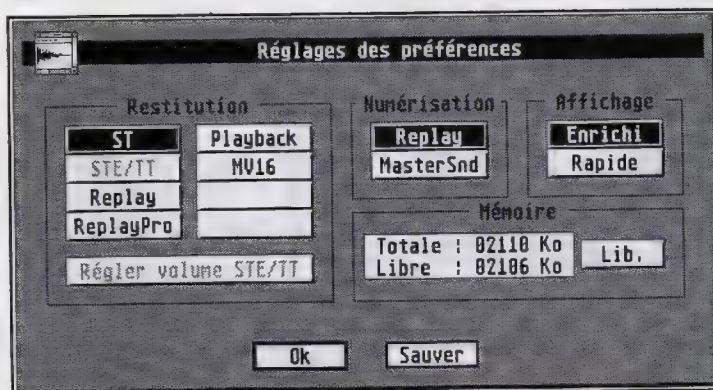 Réglages des préférences
Restitution
ST
Playback
STE/TT
MV16
Replay
ReplayPro
Régler volume STE/TT
Numérisation
Replay
MasterSnd
Affichage
Enrichi
Rapide
Mémoire
Totale : 02110 Ko
Libre : 02106 Ko
Lib.
Ok
Sauver